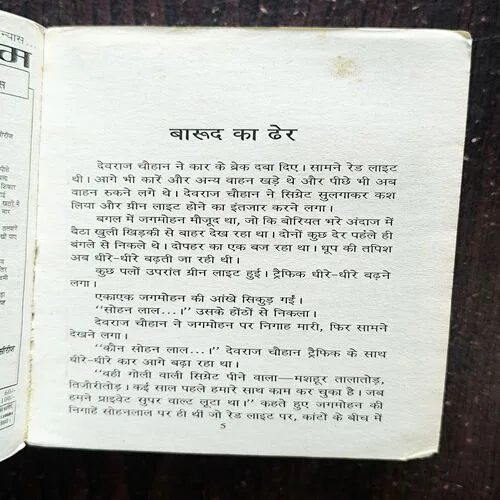 न्यास...
बारूद का ढेर
देवराज चौहान ने कार के ब्रेक दबा दिए। सामने रेड लाइट
थी। आगे भी कारें और अन्य वाहन खड़े थे और पीछे भी अब
वाहन रुकने लगे थे। देवराज चौहान ने सिग्रेट सुलगाकर कश
लिया और ग्रीन लाइट होने का इंतजार करने लगा।
बगल में जगमोहन मौजूद था, जो कि बोरियत भरे अंदाज में
बैठा खुली खिड़की से बाहर देख रहा था। दोनों कुछ देर पहले ही
बंगले से निकले थे। दोपहर का एक बज रहा था। धूप की तपिश
अब धीरे-धीरे बढ़ती जा रही थी।
कुछ पलों उपरांत ग्रीन लाइट हुई। ट्रैफिक धीरे-धीरे बढ़ने
लगा।
एकाएक जगमोहन की आंखें सिकुड़ गईं।
“सोहन लाल...।” उसके होंठों से निकला।
देवराज चौहान ने जगमोहन पर निगाह मारी, फिर सामने
देखने लगा।
“कौन सोहन लाल...।” देवराज चौहान ट्रैफिक के साथ
धीरे-धीरे कार आगे बढ़ा रहा था।
“वही गोली वाली सिग्रेट पीने वाला—मशहूर तालातोड़,
तिजोरीतोड़। कई साल पहले हमारे साथ काम कर चुका है। जब
हमने प्राइवेट सुपर वाल्ट लूटा था।” कहते हुए जगमोहन की
निगाहें सोहनलाल पर ही थीं जो रेड लाइट पर, कांटों के बीच में
5